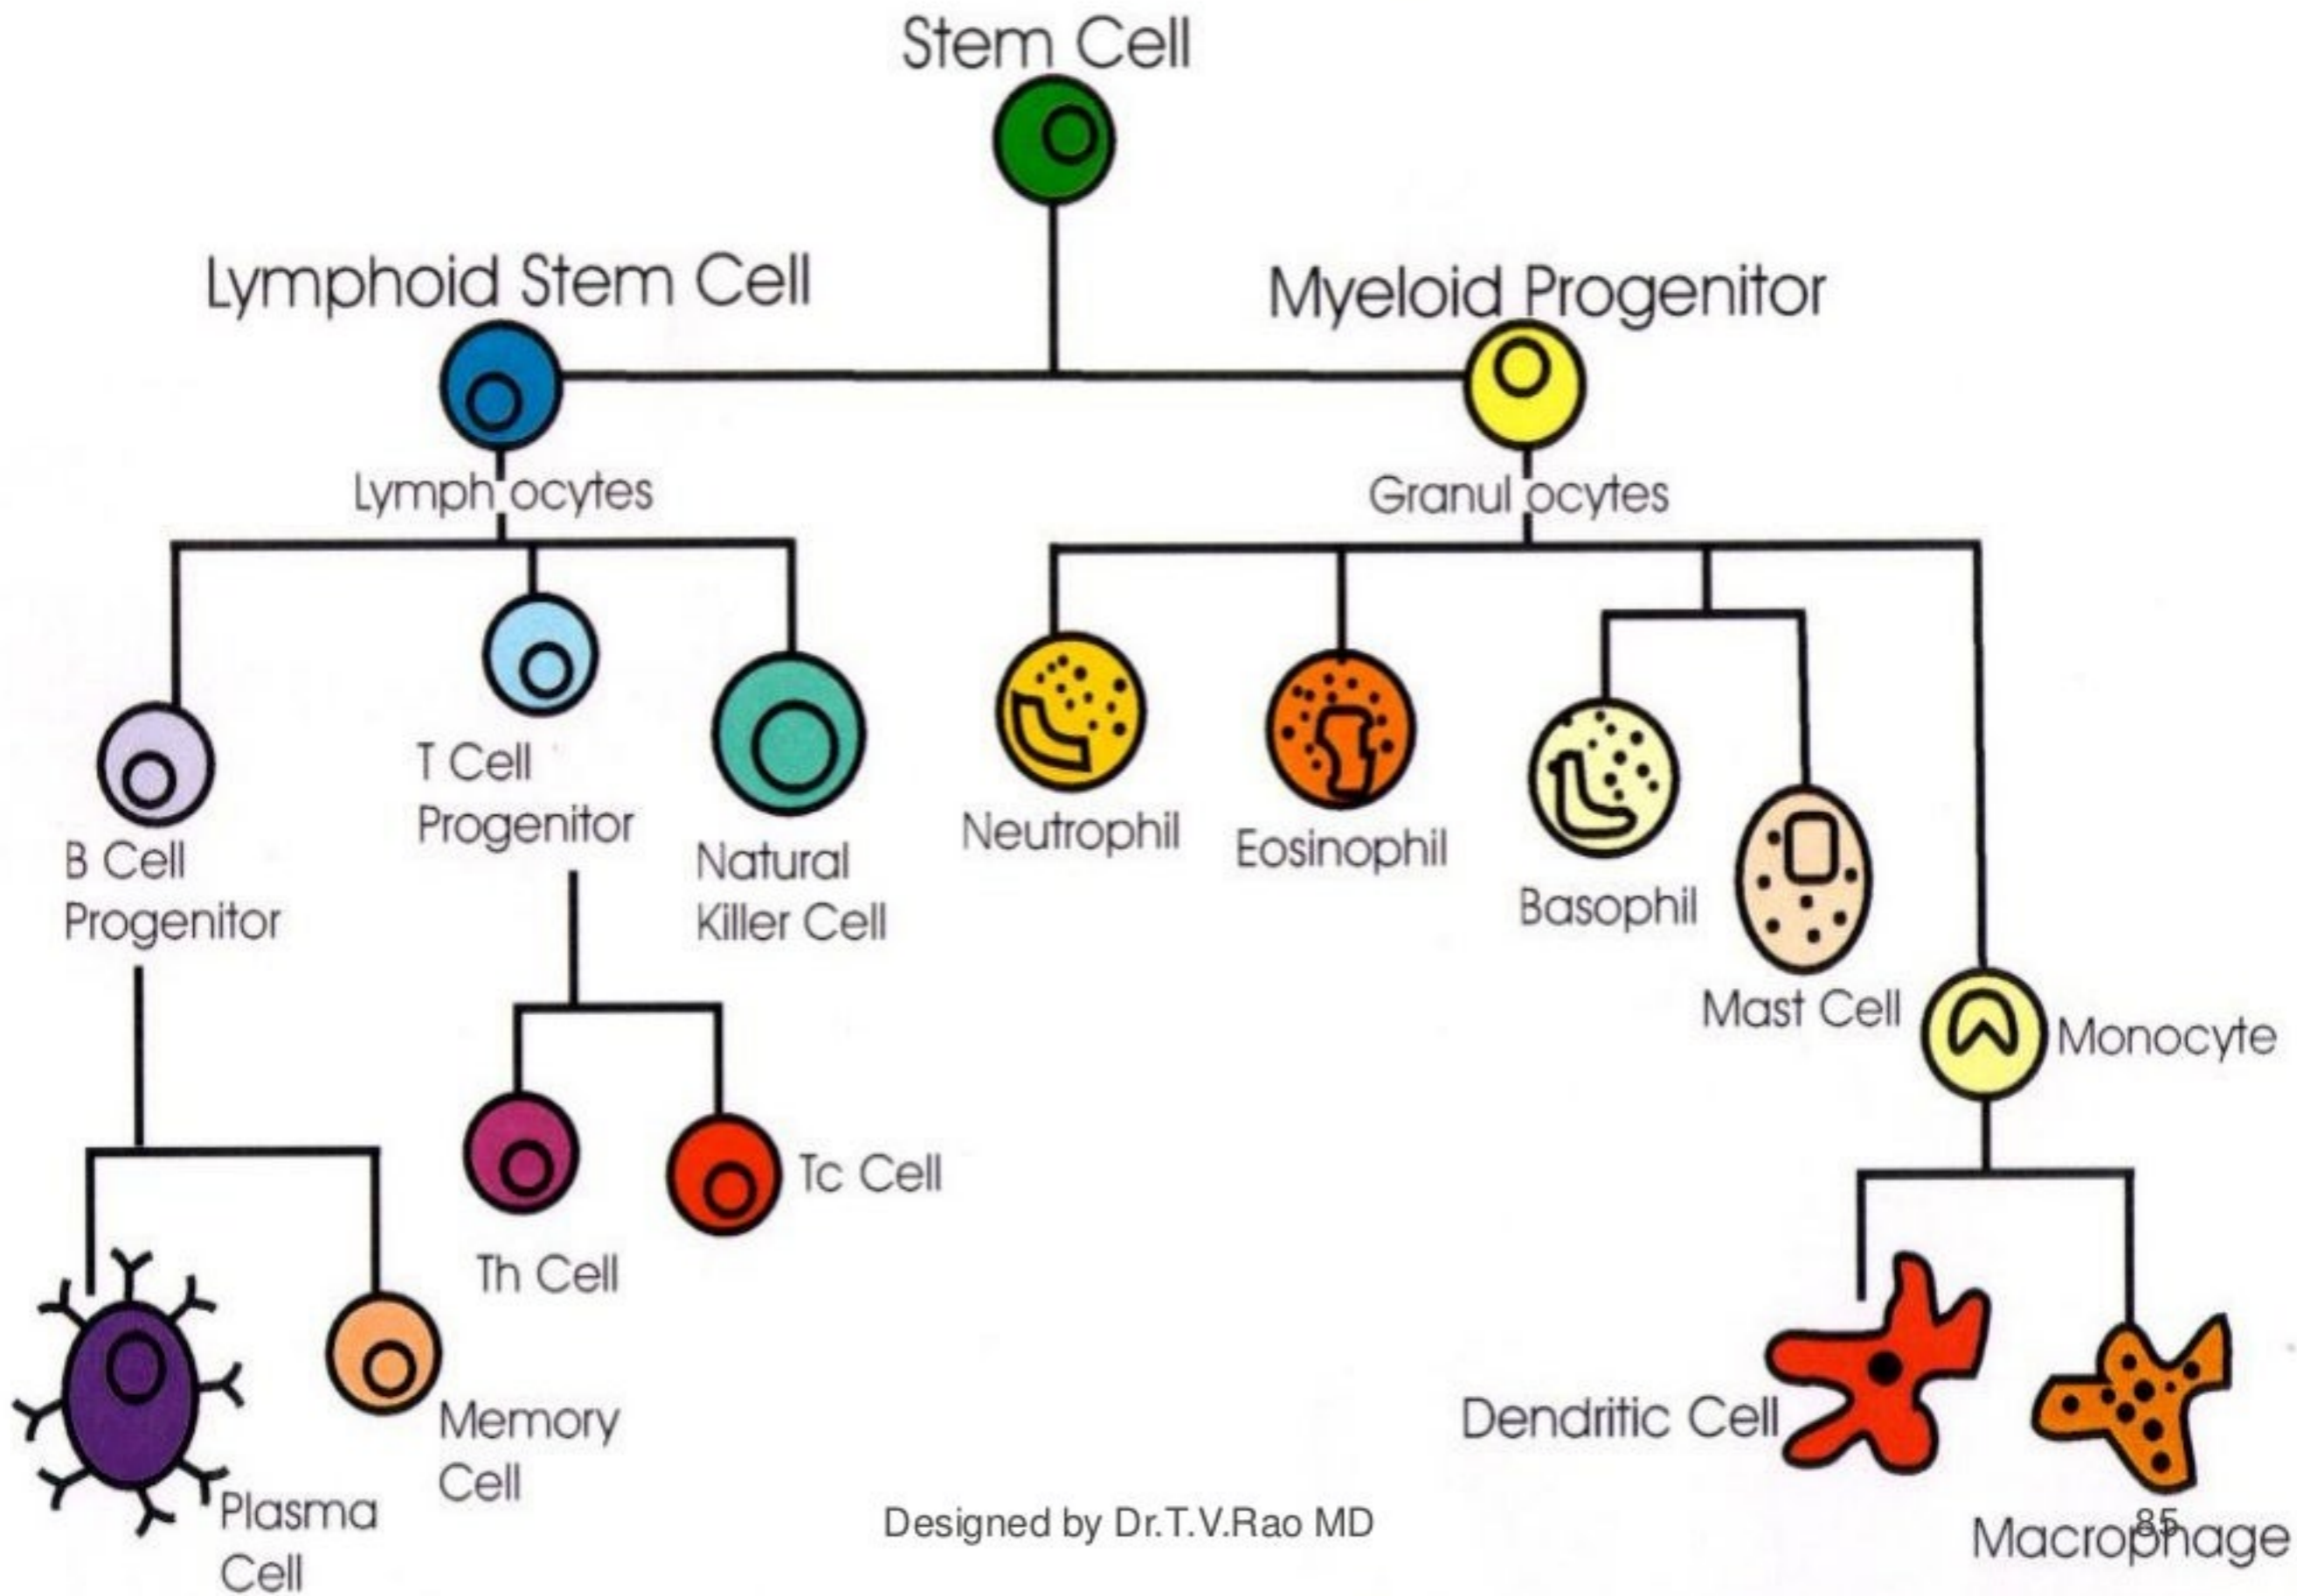 Stem Cell
Lymphoid Stem Cell
Myeloid Progenitor
Lymph ocytes
Granul ocytes
B Cell
Progenitor
T Cell
Progenitor
Natural
Killer Cell
Neutrophil
Eosinophil
Basophil
Mast Cell
Monocyte
Th Cell
Tc Cell
Plasma
Cell
Memory
Cell
Dendritic Cell
Macrophage
Designed by Dr.T.V.Rao MD
85